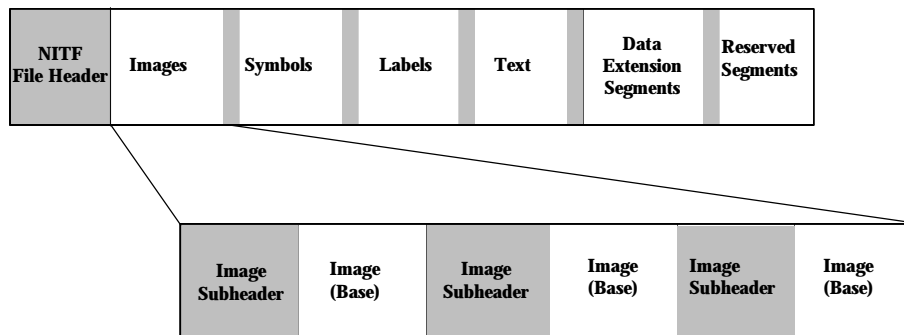 NITF
File Header
Images
Symbols
Labels
Text
Data
Extension
Segments
Reserved
Segments
Image
Subheader
Image
(Base)
Image
Subheader
Image
(Base)
Image
Subheader
Image
(Base)